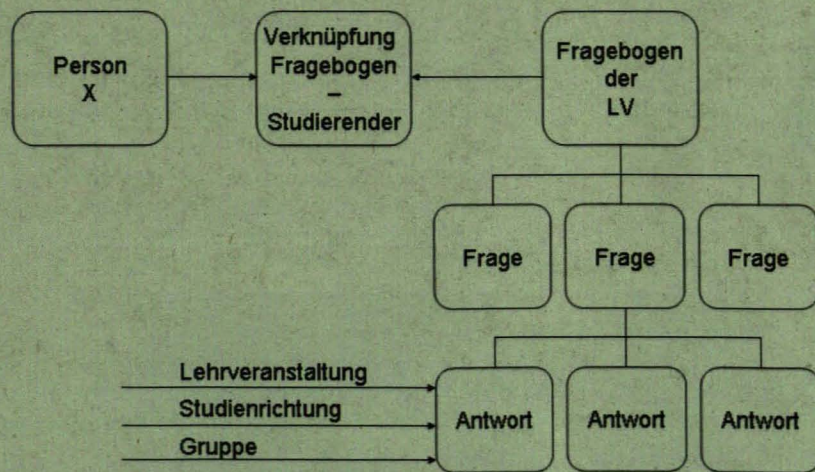 Person
X
Verknüpfung
Fragebogen
–
Studierender
Fragebogen
der
LV
Frage
Frage
Frage
Lehrveranstaltung
Studienrichtung
Gruppe
Antwort
Antwort
Antwort